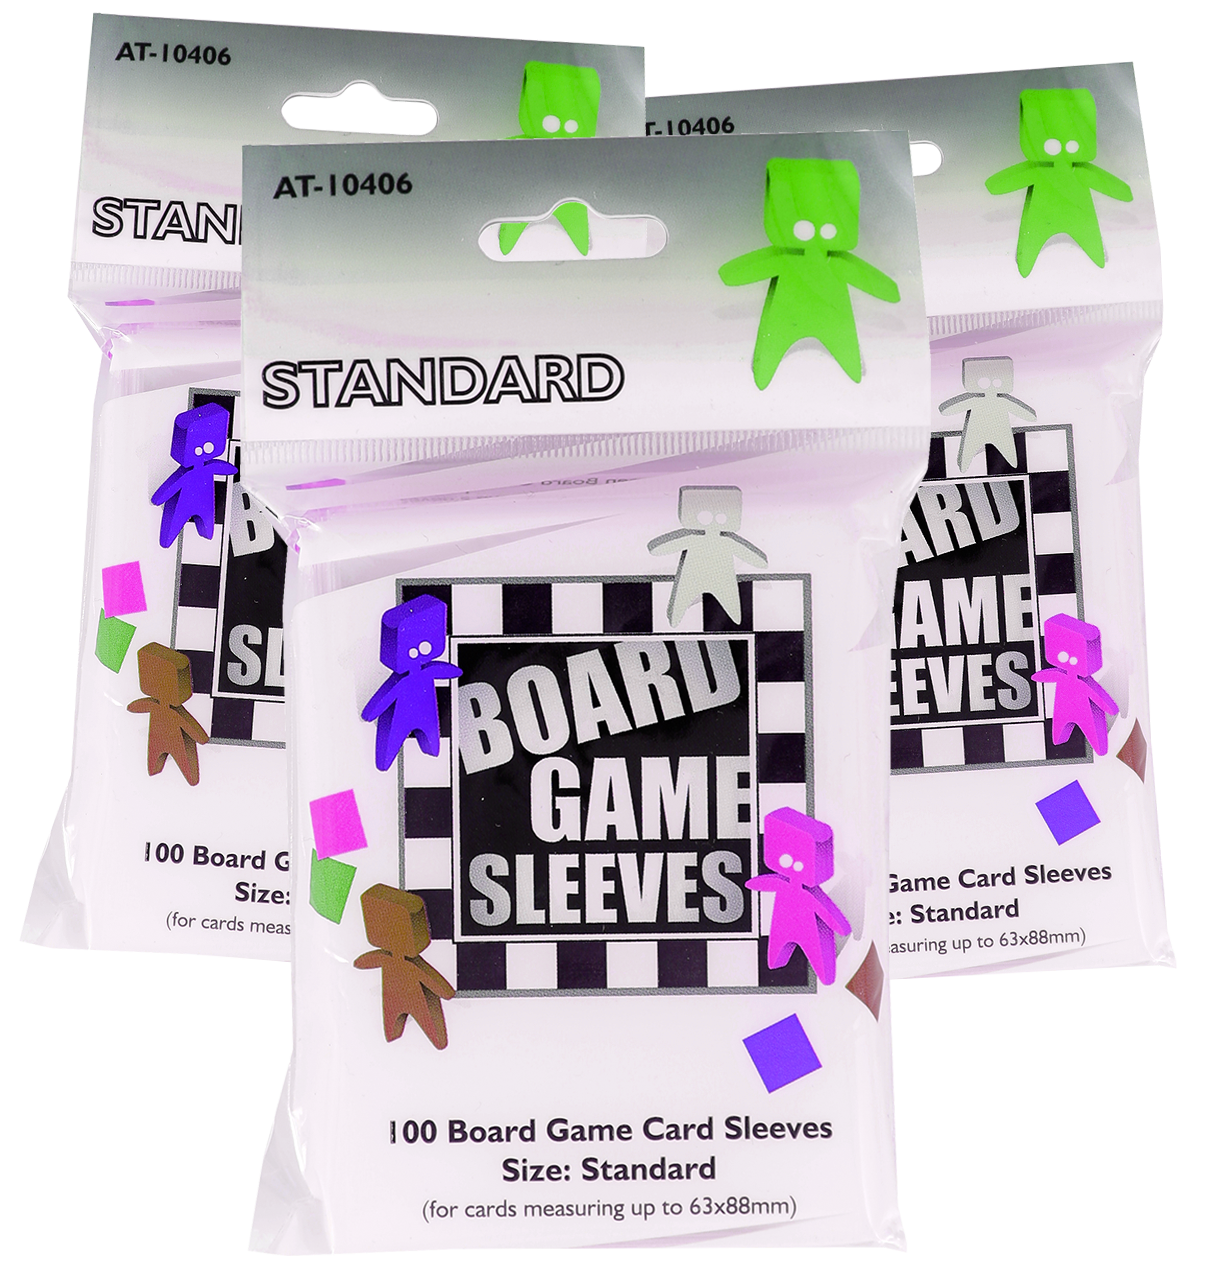 AT-10406
STAN
100 Board G
Size:
(for cards meas
AT-10406
STANDARD
BOARD
GAME
SLEEVES
100 Board Game Card Sleeves
Size: Standard
(for cards measuring up to 63x88mm)
T-10406
ARD
AME
EEVES
Game Card Sleeves
e: Standard
asuring up to 63x88mm)